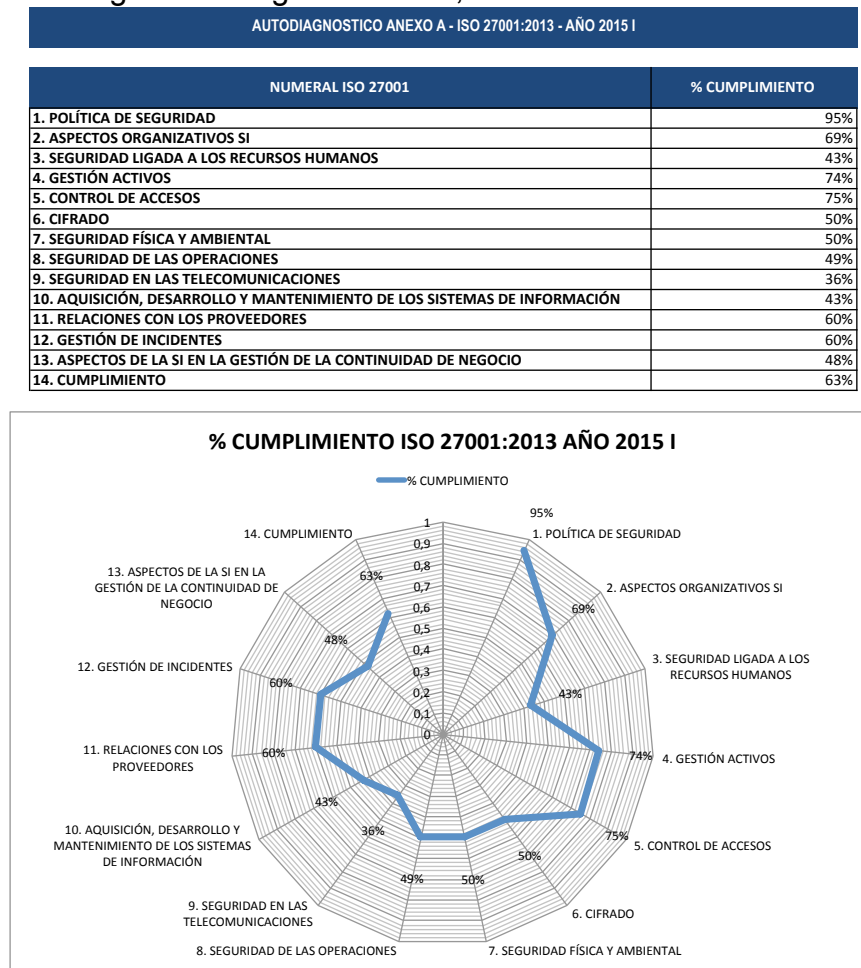 AUTODIAGNOSTICO ANEXO A - ISO 27001:2013 - AÑO 2015 I
NUMERAL ISO 27001 % CUMPLIMIENTO
1. POLÍTICA DE SEGURIDAD 95%
2. ASPECTOS ORGANIZATIVOS SI 69%
3. SEGURIDAD LIGADA A LOS RECURSOS HUMANOS 43%
4. GESTIÓN ACTIVOS 74%
5. CONTROL DE ACCESOS 75%
6. CIFRADO 50%
7. SEGURIDAD FÍSICA Y AMBIENTAL 50%
8. SEGURIDAD DE LAS OPERACIONES 49%
9. SEGURIDAD EN LAS TELECOMUNICACIONES 36%
10. AQUISICIÓN, DESARROLLO Y MANTENIMIENTO DE LOS SISTEMAS DE INFORMACIÓN 43%
11. RELACIONES CON LOS PROVEEDORES 60%
12. GESTIÓN DE INCIDENTES 60%
13. ASPECTOS DE LA SI EN LA GESTIÓN DE LA CONTINUIDAD DE NEGOCIO 48%
14. CUMPLIMIENTO 63%
% CUMPLIMIENTO ISO 27001:2013 AÑO 2015 I
% CUMPLIMIENTO
95%
1. POLÍTICA DE SEGURIDAD
69%
2. ASPECTOS ORGANIZATIVOS SI
43%
3. SEGURIDAD LIGADA A LOS
RECURSOS HUMANOS
74%
4. GESTIÓN ACTIVOS
75%
5. CONTROL DE ACCESOS
50%
6. CIFRADO
50%
7. SEGURIDAD FÍSICA Y AMBIENTAL
49%
8. SEGURIDAD DE LAS OPERACIONES
36%
9. SEGURIDAD EN LAS
TELECOMUNICACIONES
43%
10. AQUISICIÓN, DESARROLLO Y
MANTENIMIENTO DE LOS SISTEMAS
DE INFORMACIÓN
60%
11. RELACIONES CON LOS
PROVEEDORES
60%
12. GESTIÓN DE INCIDENTES
48%
13. ASPECTOS DE LA SI EN LA
GESTIÓN DE LA CONTINUIDAD DE
NEGOCIO
63%
14. CUMPLIMIENTO
1
0,9
0,8
0,7
0,6
0,5
0,4
0,3
0,2
0,1
0